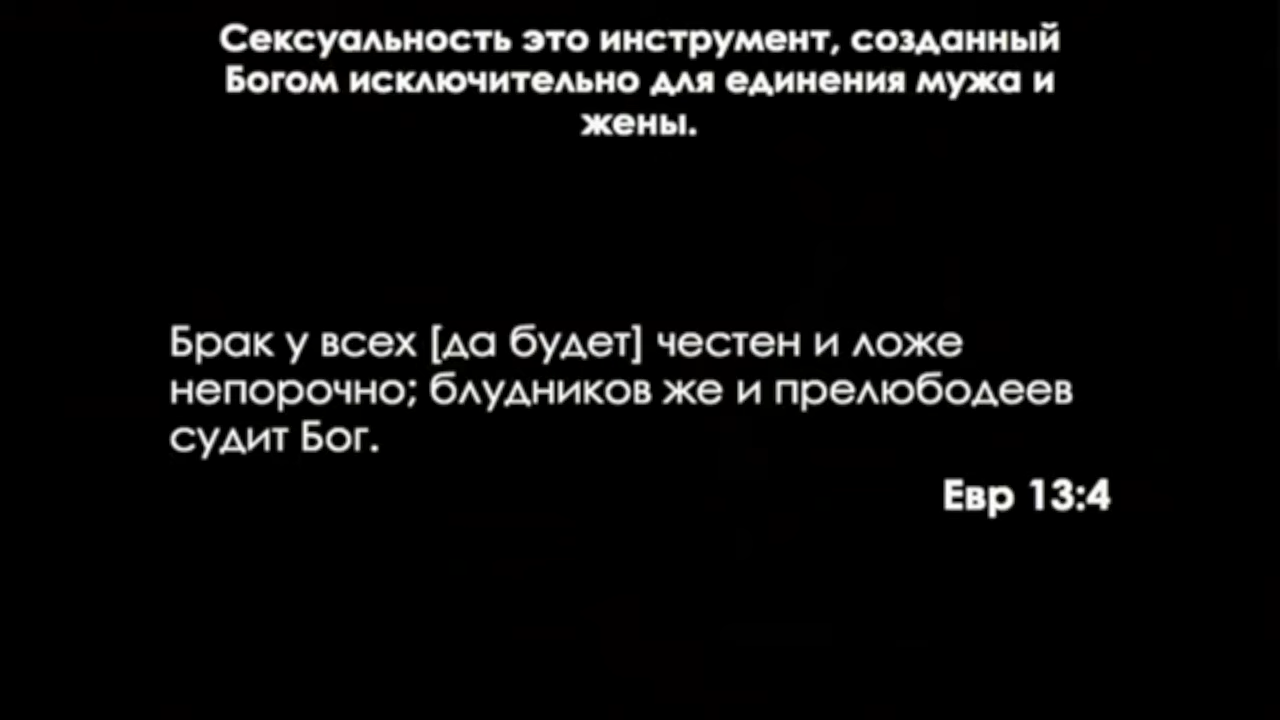 Сексуальность это инструмент, созданный
Богом исключительно для единения мужа и
жены.
Брак у всех [да будет] честен и ложе
непорочно; блудников же и прелюбодеев
судит Бог.
Евр 13:4